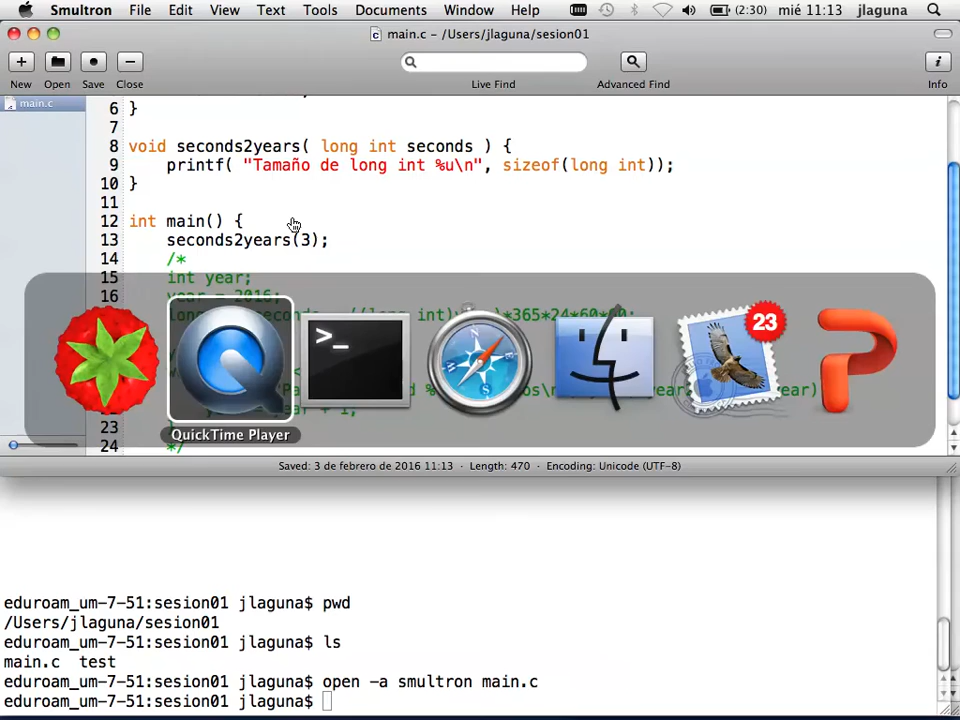 Smultron File Edit View Text Tools Documents Window Help (2:30) mié 11:13 jlaguna
main.c – /Users/jlaguna/sesion01
New Open Save Close Live Find Advanced Find Info
main.c
6 }
7
8 void seconds2years( long int seconds ) {
9 printf( "Tamaño de long int %u\n", sizeof(long int));
10 }
11
12 int main() {
13 seconds2years(3);
14 /*
15 int year;
16 year = 2016;
23
QuickTime Player
23
24 */
Saved: 3 de febrero de 2016 11:13 · Length: 470 · Encoding: Unicode (UTF-8)
eduroam_um-7-51:sesion01 jlaguna$ pwd
/Users/jlaguna/sesion01
eduroam_um-7-51:sesion01 jlaguna$ ls
main.c test
eduroam_um-7-51:sesion01 jlaguna$ open -a smultron main.c
eduroam_um-7-51:sesion01 jlaguna$